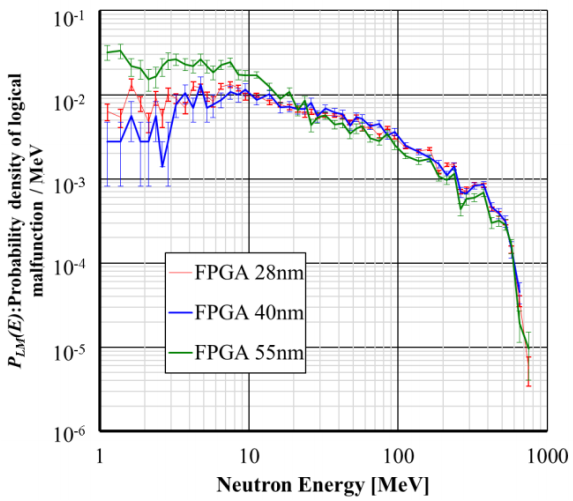 P_LM(E):Probability density of logical
malfunction / MeV
10^-1
10^-2
10^-3
10^-4
10^-5
10^-6
FPGA 28nm
FPGA 40nm
FPGA 55nm
1 10 100 1000
Neutron Energy [MeV]